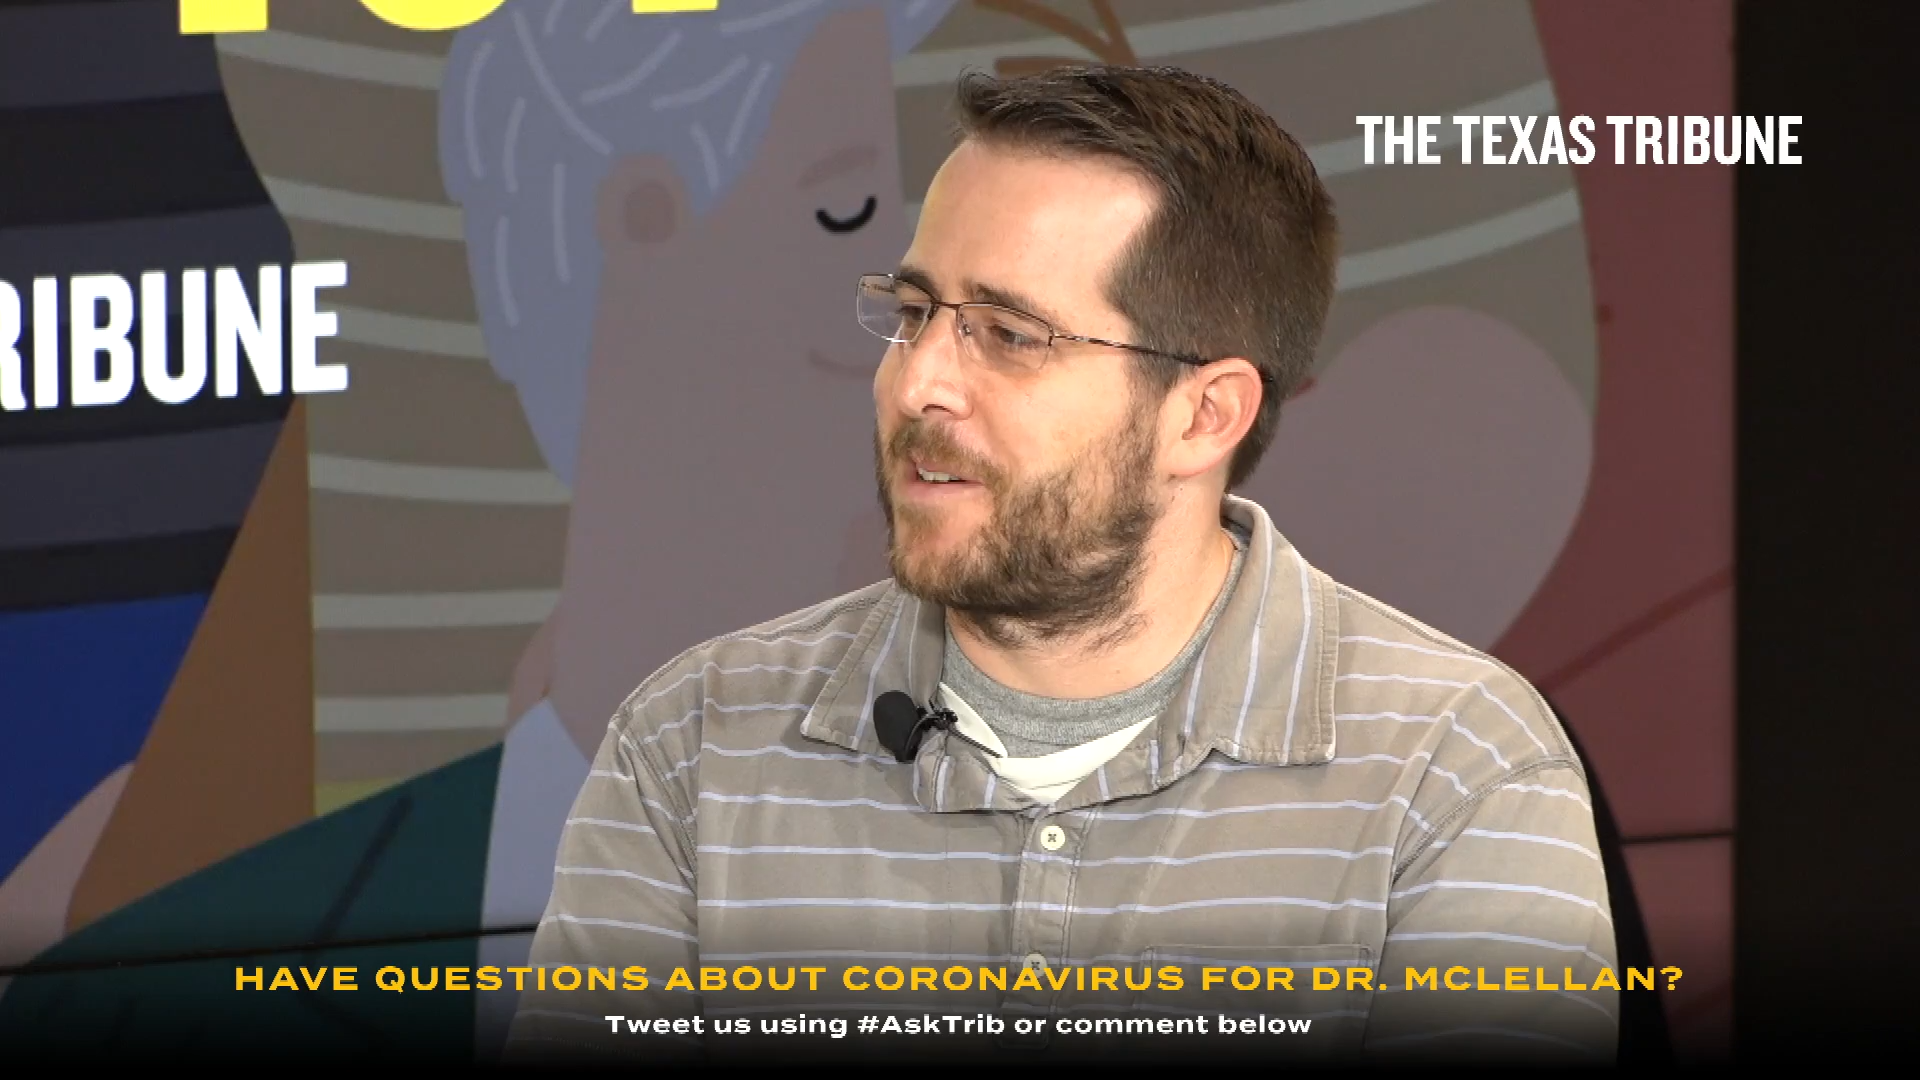 THE TEXAS TRIBUNE
RIBUNE
HAVE QUESTIONS ABOUT CORONAVIRUS FOR DR. MCLELLAN?
Tweet us using #AskTrib or comment below